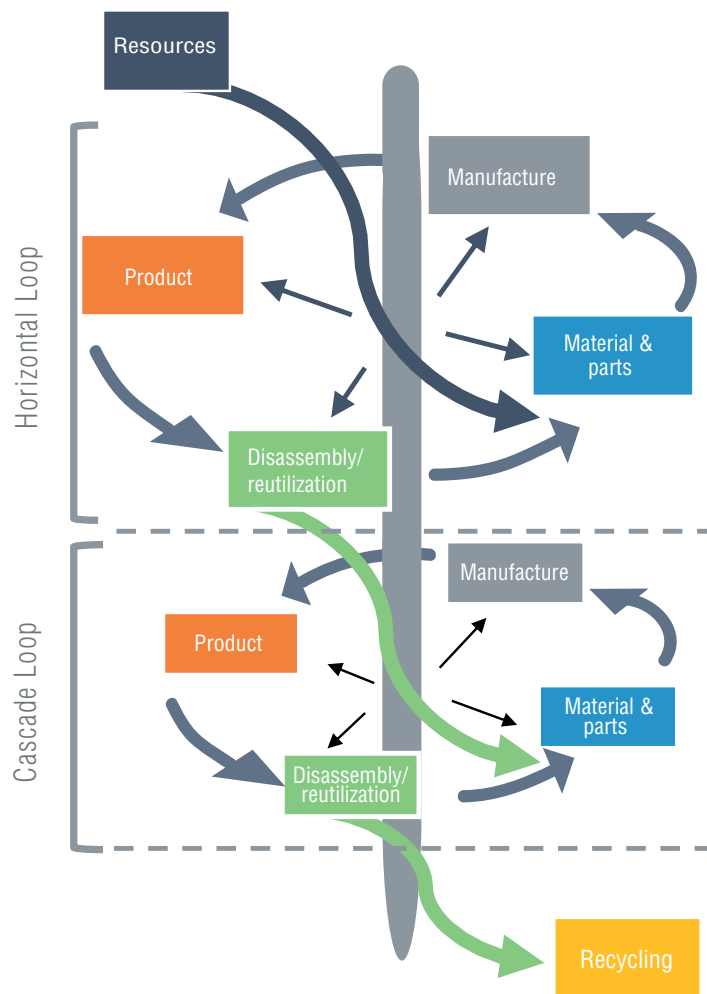 Resources
Horizontal Loop
Manufacture
Product
Material &
parts
Disassembly/
reutilization
Cascade Loop
Manufacture
Product
Material &
parts
Disassembly/
reutilization
Recycling